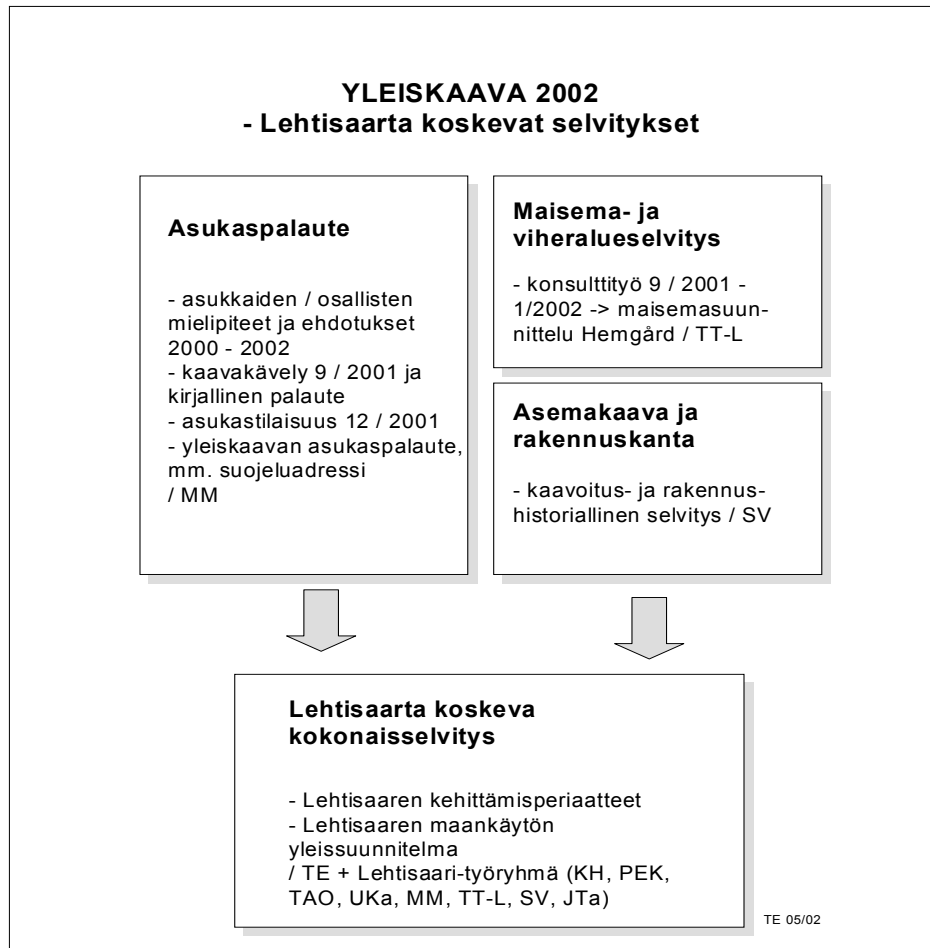 YLEISKAAVA 2002
- Lehtisaarta koskevat selvitykset
Asukaspalaute
- asukkaiden / osallisten
mielipiteet ja ehdotukset
2000 - 2002
- kaavakävely 9 / 2001 ja
kirjallinen palaute
- asukastilaisuus 12 / 2001
- yleiskaavan asukaspalaute,
mm. suojeluadressi
/ MM
Maisema- ja
viheralueselvitys
- konsulttityö 9 / 2001 -
1/2002 -> maisemasuun-
nittelu Hemgård / TT-L
Asemakaava ja
rakennuskanta
- kaavoitus- ja rakennus-
historiallinen selvitys / SV
Lehtisaarta koskeva
kokonaisselvitys
- Lehtisaaren kehittämisperiaatteet
- Lehtisaaren maankäytön
yleissuunnitelma
/ TE + Lehtisaari-työryhmä (KH, PEK,
TAO, UKa, MM, TT-L, SV, JTa)
TE 05/02